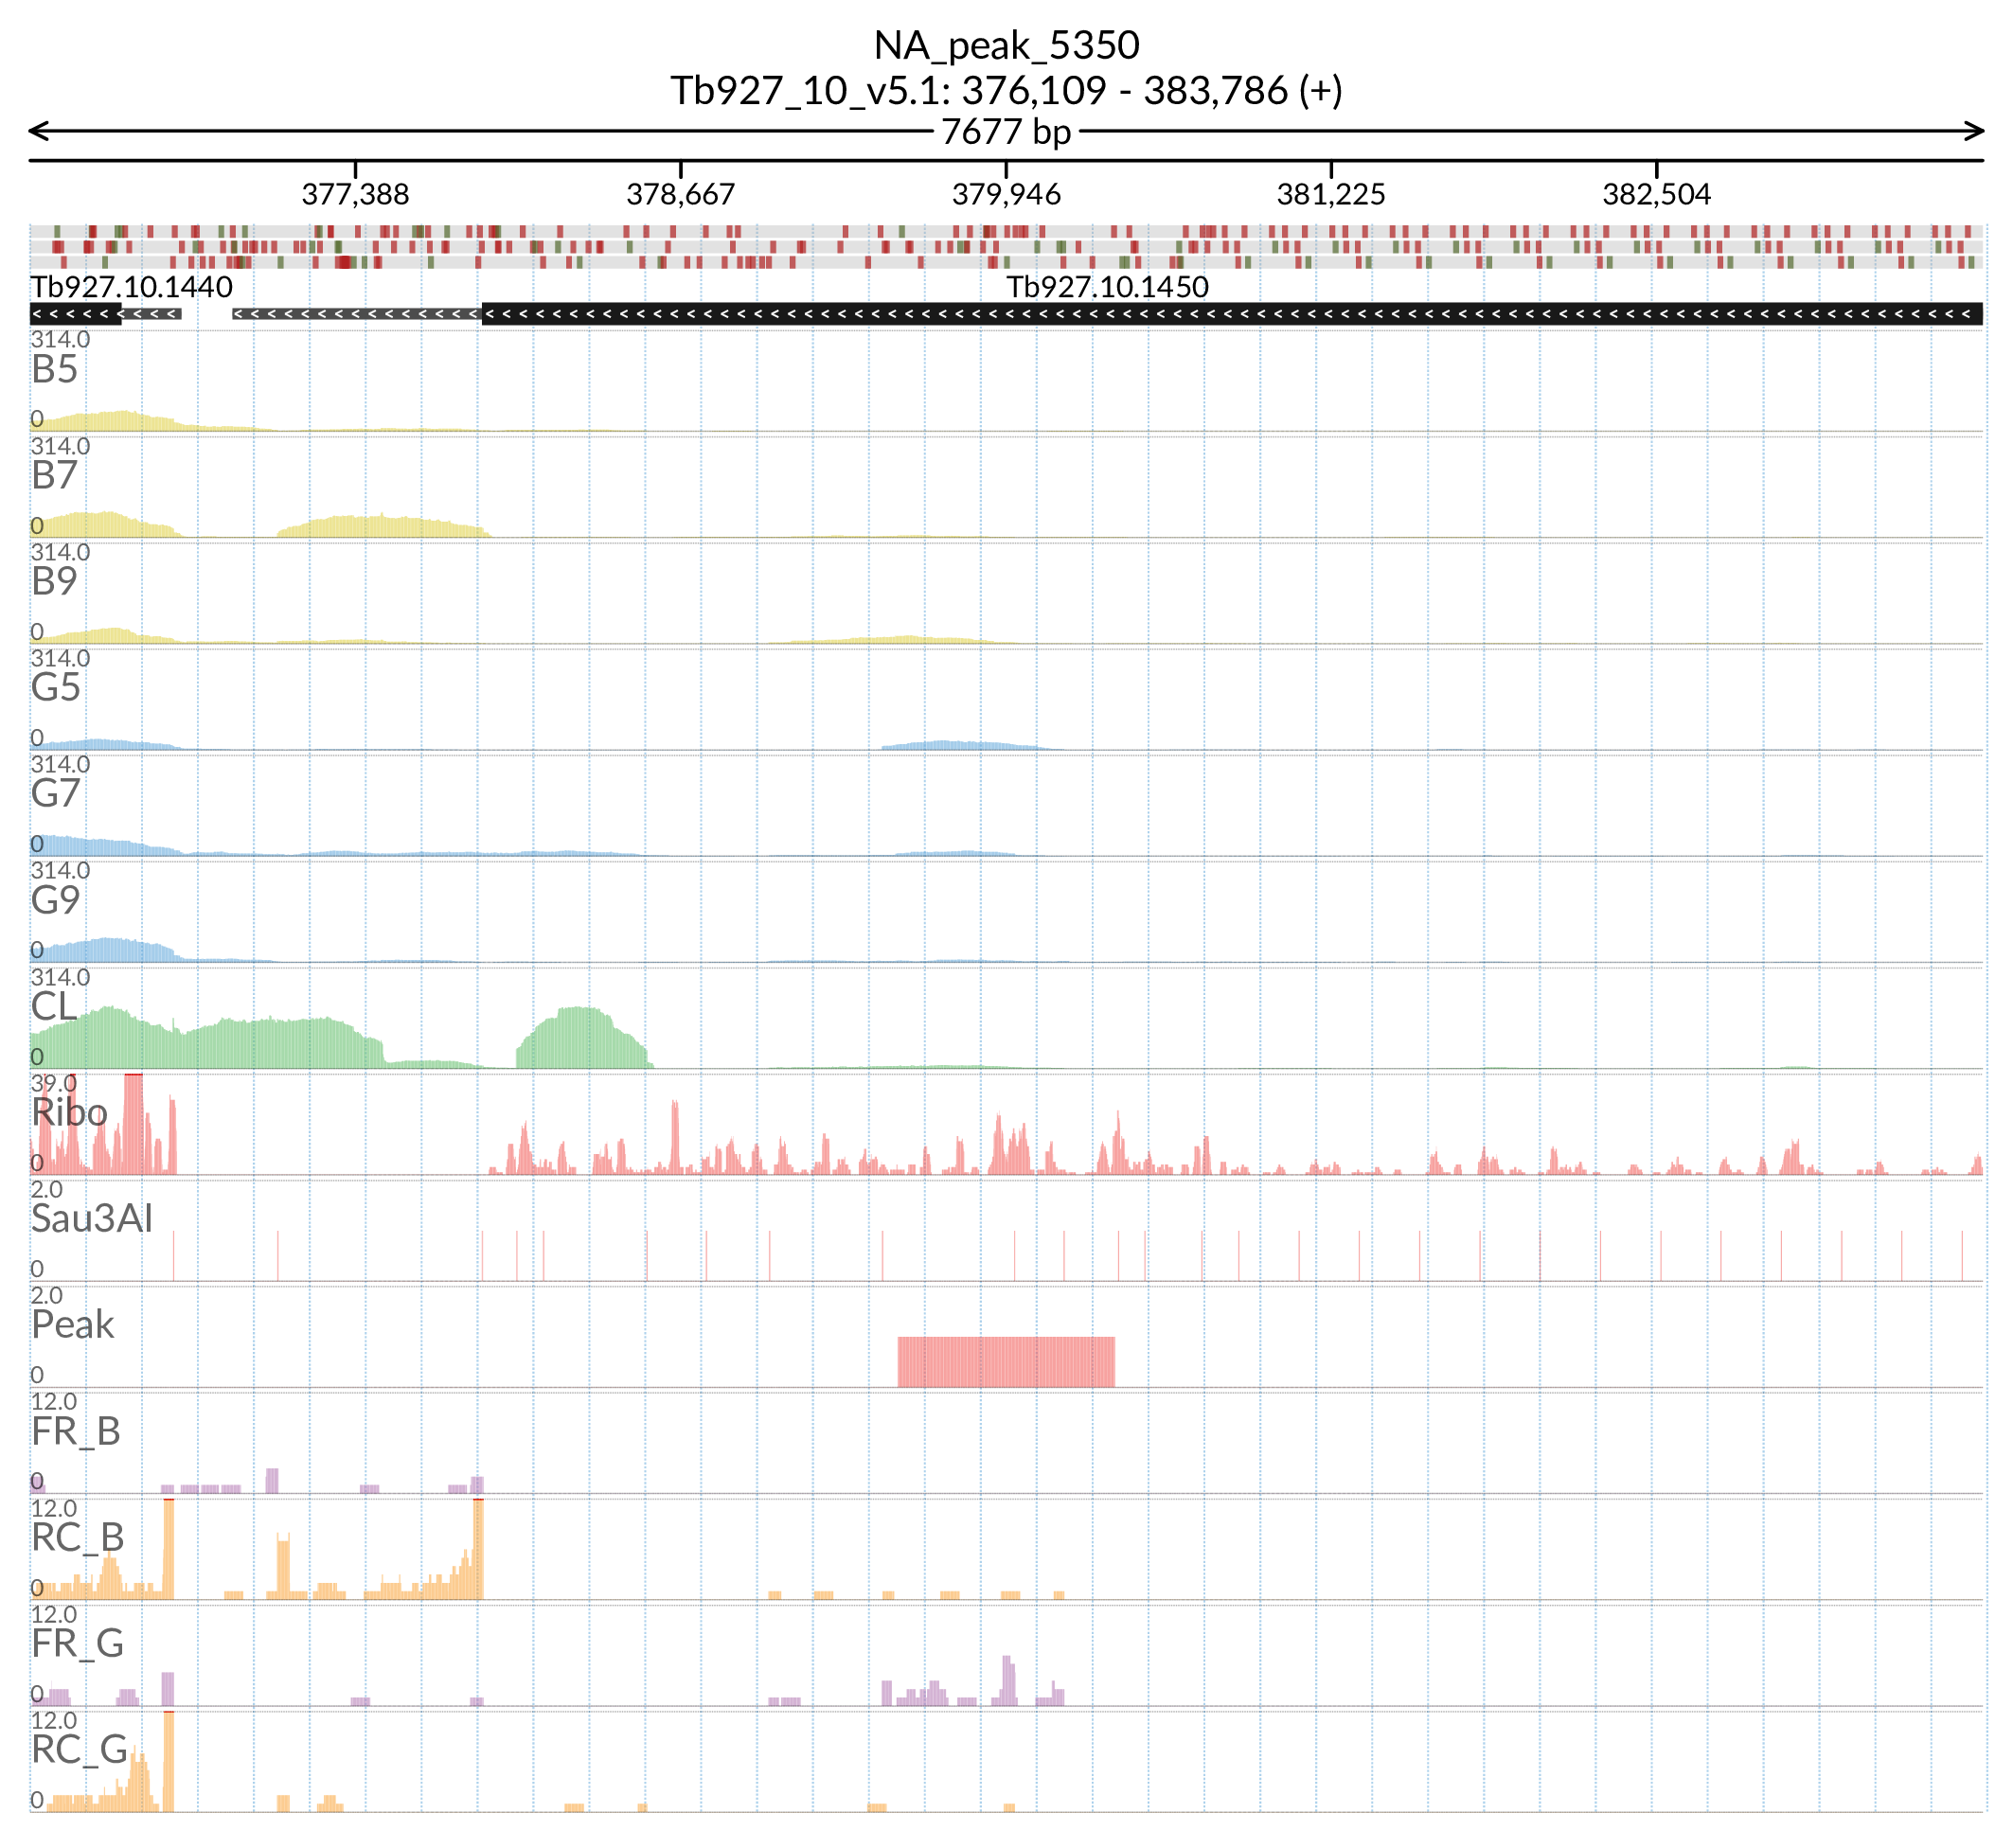 NA_peak_5350
Tb927_10_v5.1: 376,109 - 383,786 (+)
7677 bp
377,388 378,667 379,946 381,225 382,504
Tb927.10.1440 Tb927.10.1450
314.0
B5
0
314.0
B7
0
314.0
B9
0
314.0
G5
0
314.0
G7
0
314.0
G9
0
314.0
CL
0
39.0
Ribo
0
2.0
Sau3AI
0
2.0
Peak
0
12.0
FR_B
0
12.0
RC_B
0
12.0
FR_G
0
12.0
RC_G
0